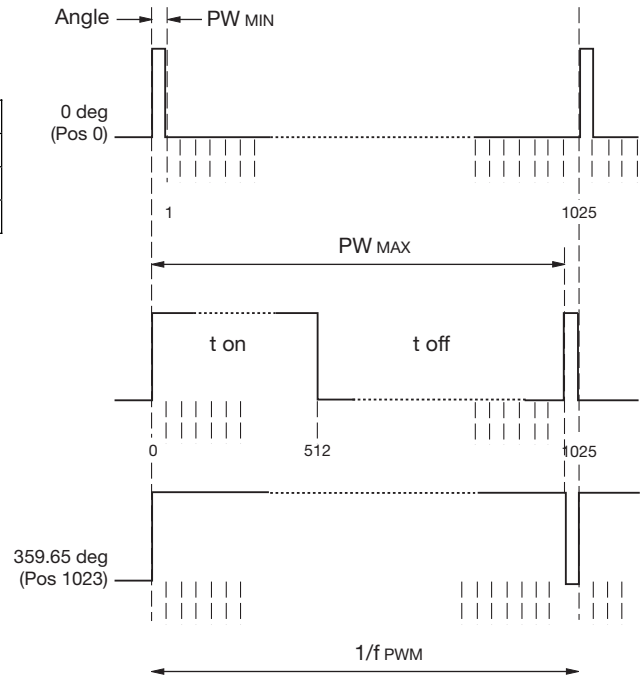 Angle PW MIN
0 deg
(Pos 0)
1 1025
PW MAX
t on t off
0 512 1025
359.65 deg
(Pos 1023)
1/f PWM